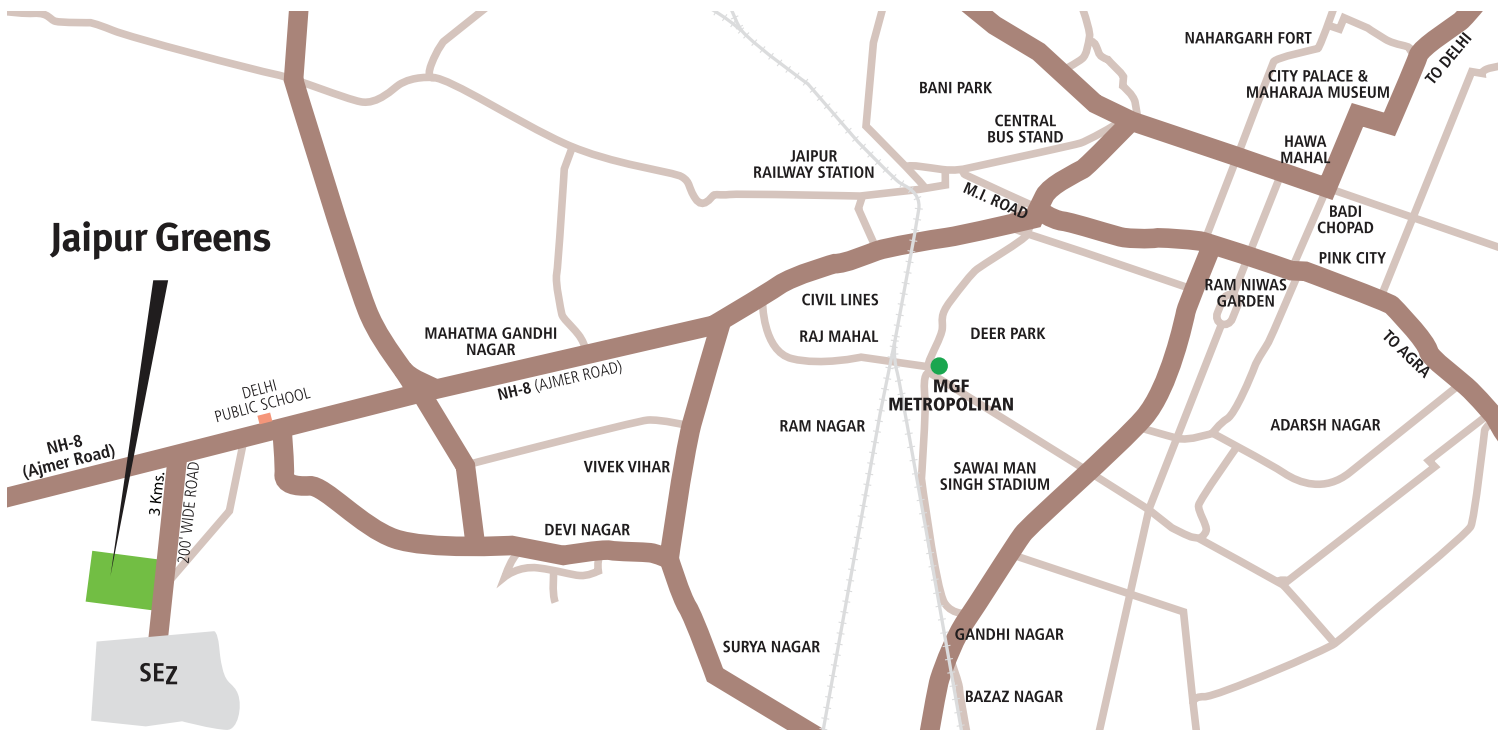 NAHARGARH FORT
TO DELHI
CITY PALACE &
MAHARAJA MUSEUM
BANI PARK
CENTRAL
BUS STAND
HAWA
MAHAL
JAIPUR
RAILWAY STATION
M.I. ROAD
BADI
CHOPAD
Jaipur Greens
PINK CITY
RAM NIWAS
GARDEN
CIVIL LINES
MAHATMA GANDHI
NAGAR
RAJ MAHAL
DEER PARK
TO AGRA
NH-8 (AJMER ROAD)
MGF
METROPOLITAN
DELHI
PUBLIC SCHOOL
RAM NAGAR
ADARSH NAGAR
NH-8
(Ajmer Road)
VIVEK VIHAR
SAWAI MAN
SINGH STADIUM
3 Kms.
200' WIDE ROAD
DEVI NAGAR
GANDHI NAGAR
SURYA NAGAR
SEZ
BAZAZ NAGAR